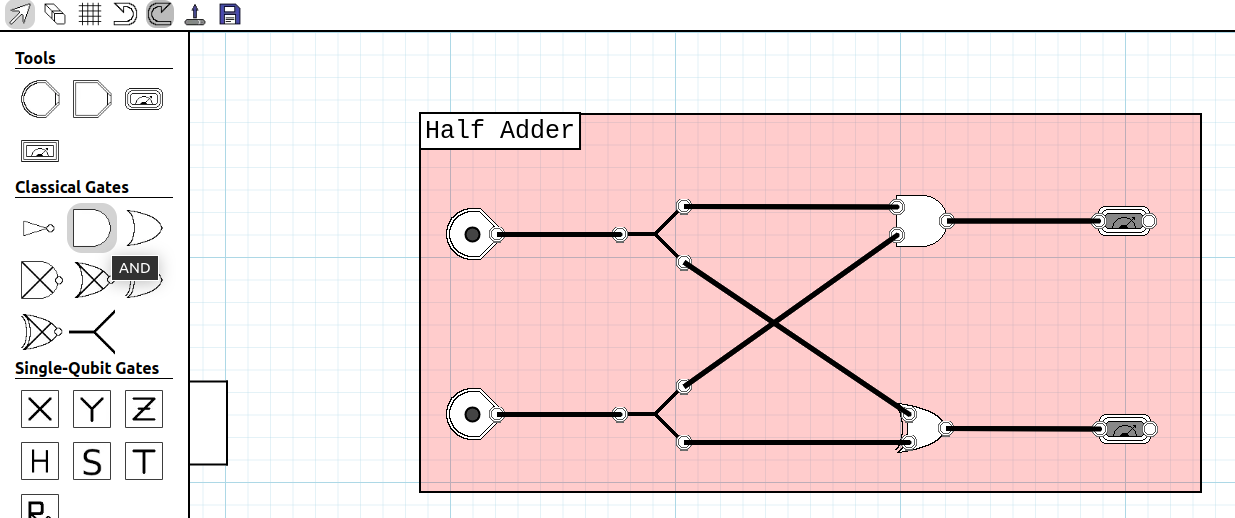 Tools
Half Adder
Classical Gates
AND
Single-Qubit Gates
X Y Z
H S T